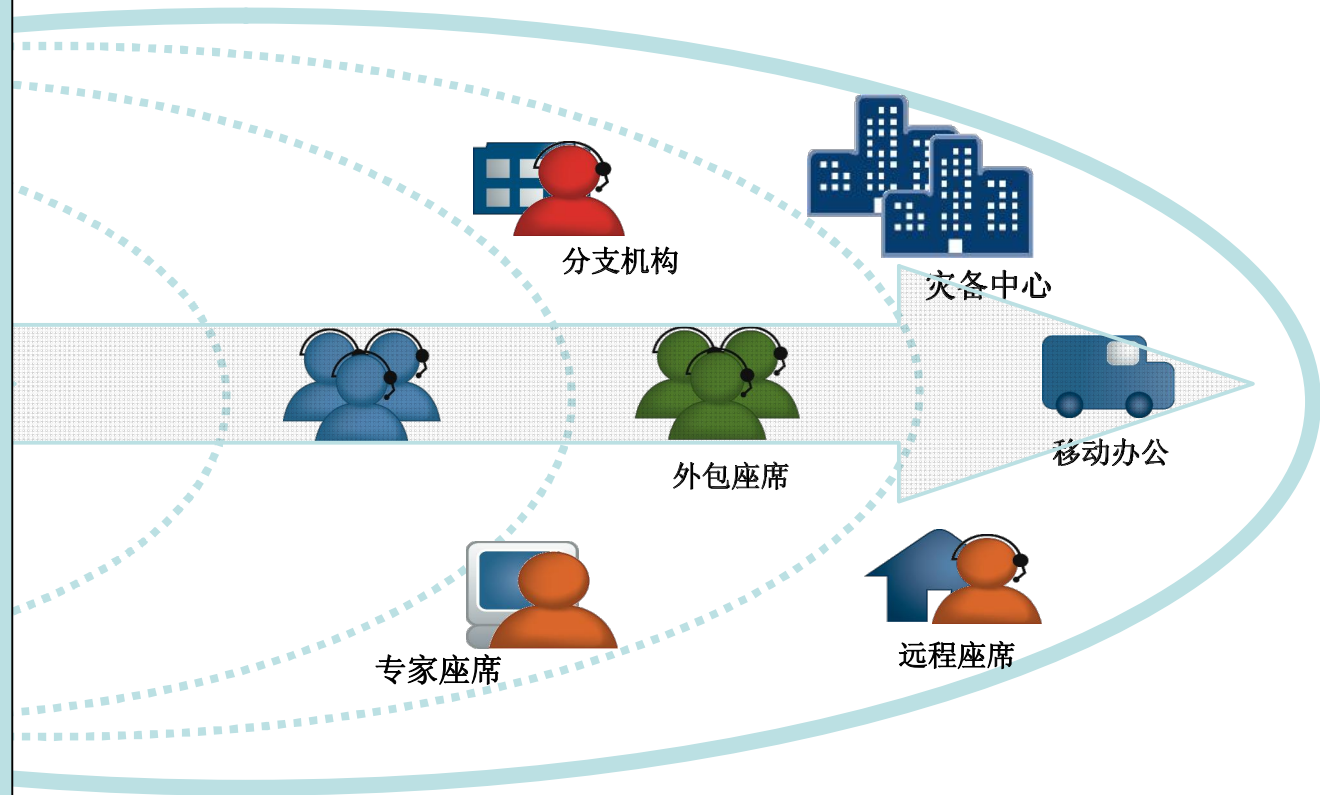 分支机构
灾备中心
移动办公
外包座席
远程座席
专家座席